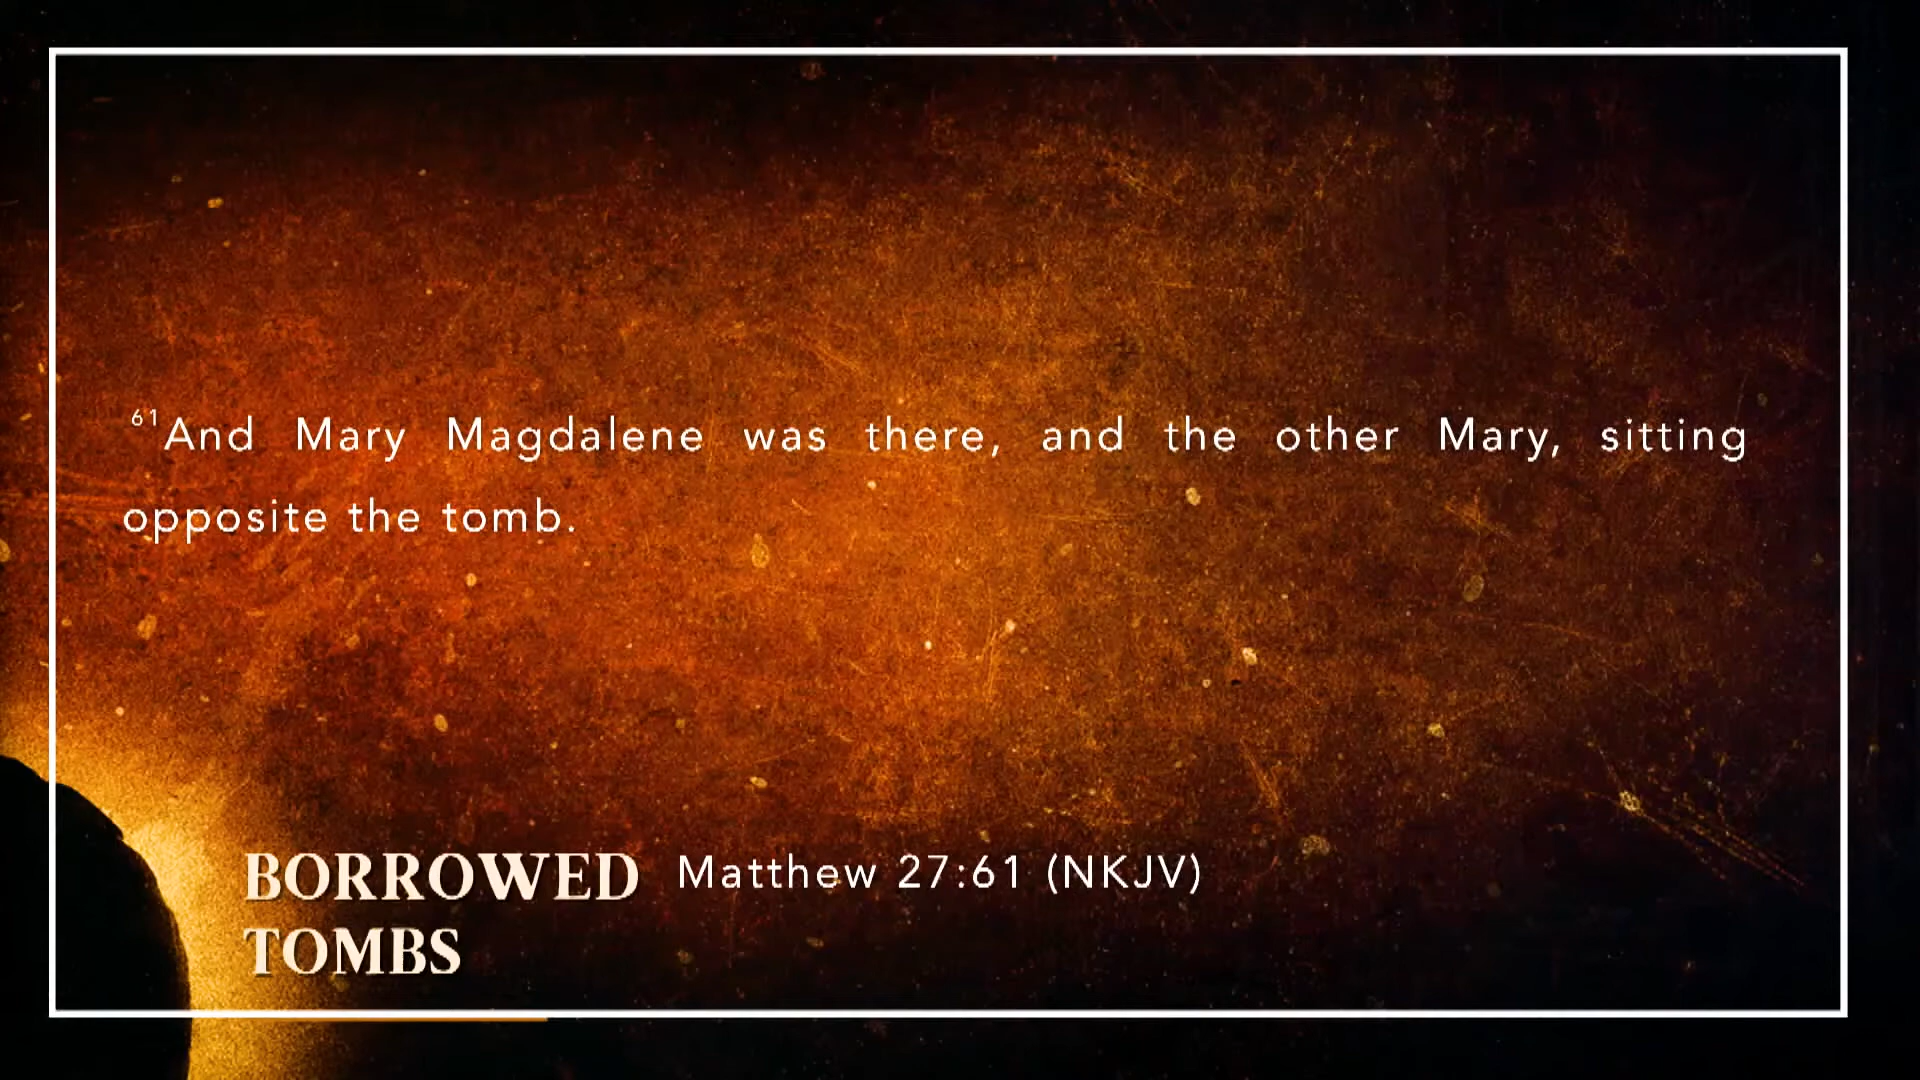 61And Mary Magdalene was there, and the other Mary, sitting
opposite the tomb.
BORROWED
TOMBS
Matthew 27:61 (NKJV)